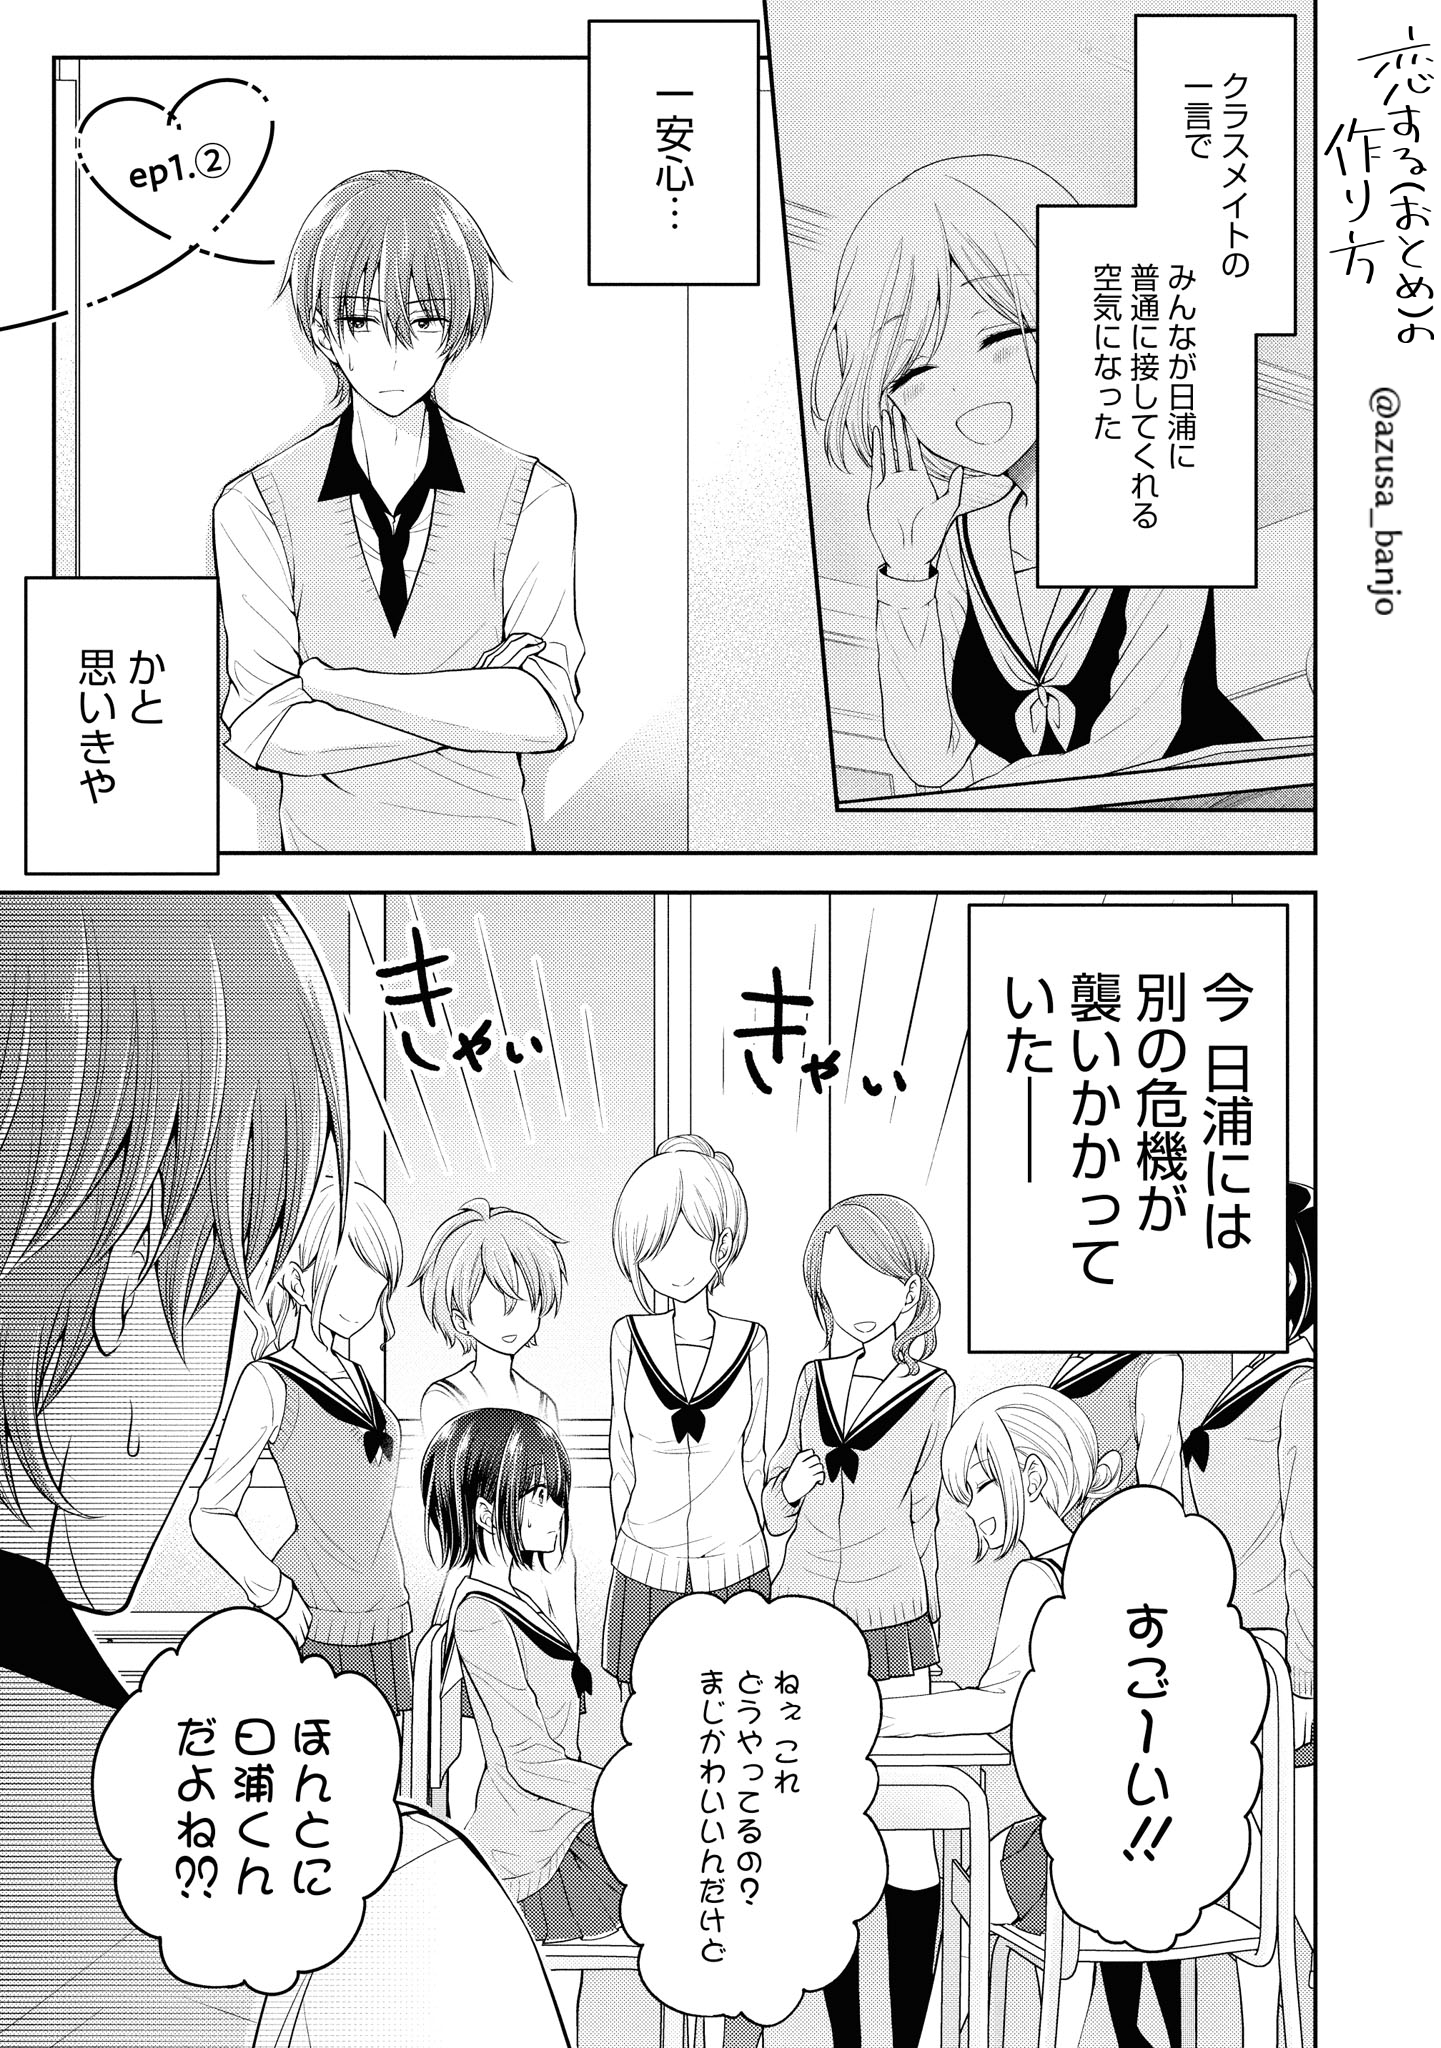 恋する(おとめ)の
作り方
@azusa_banjo
クラスメイトの
一言で
みんなが日浦に
普通に接してくれる
空気になった
一安心…
ep1.②
かと
思いきや
今 日浦には
別の危機が
襲いかかって
いた——
きゃい
きゃい
すごーい!!
ねぇ これ
どうやってるの?
まじかわいいんだけど
ほんとに
日浦くん
だよね??